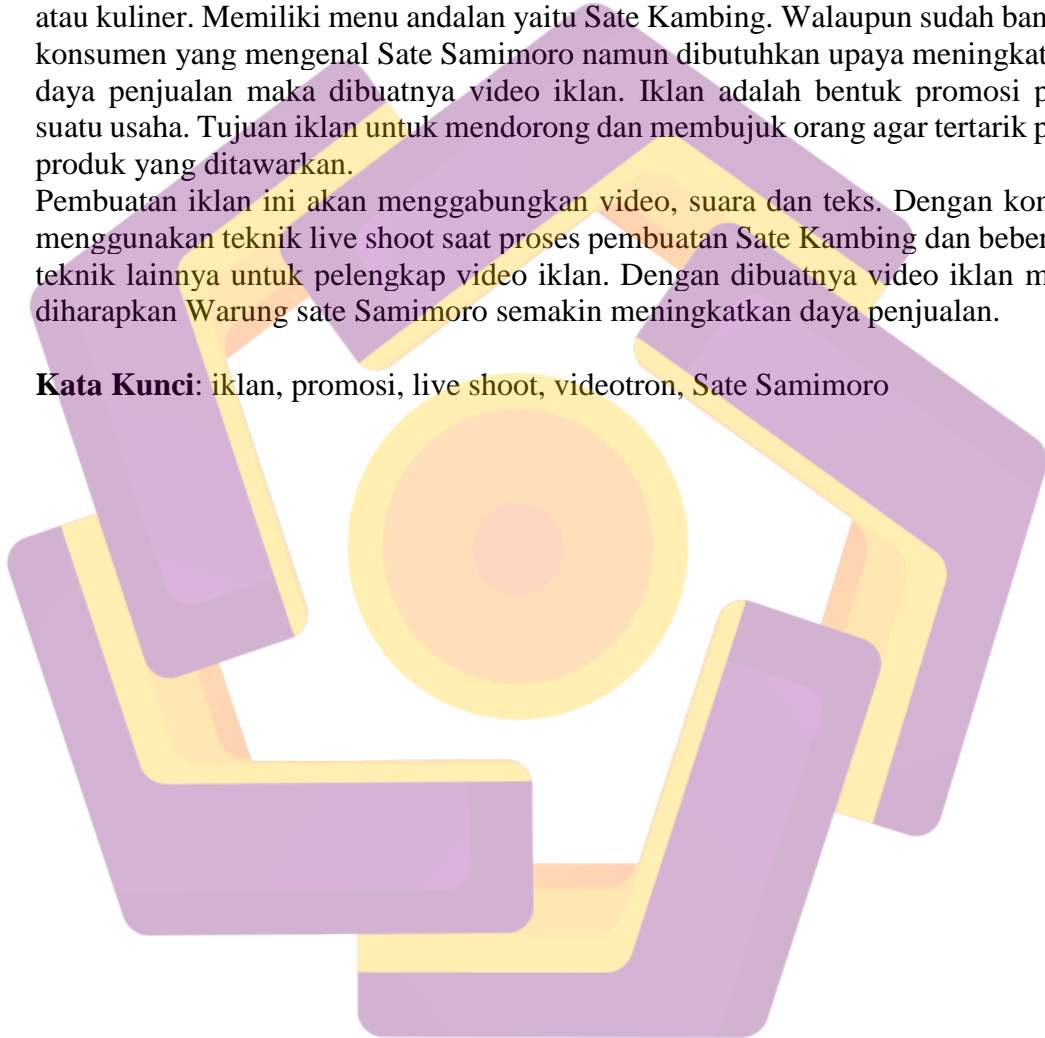 atau kuliner. Memiliki menu andalan yaitu Sate Kambing. Walaupun sudah ban
konsumen yang mengenal Sate Samimoro namun dibutuhkan upaya meningkat
daya penjualan maka dibuatnya video iklan. Iklan adalah bentuk promosi p
suatu usaha. Tujuan iklan untuk mendorong dan membujuk orang agar tertarik p
produk yang ditawarkan.
Pembuatan iklan ini akan menggabungkan video, suara dan teks. Dengan kon
menggunakan teknik live shoot saat proses pembuatan Sate Kambing dan beber
teknik lainnya untuk pelengkap video iklan. Dengan dibuatnya video iklan m
diharapkan Warung sate Samimoro semakin meningkatkan daya penjualan.
Kata Kunci: iklan, promosi, live shoot, videotron, Sate Samimoro